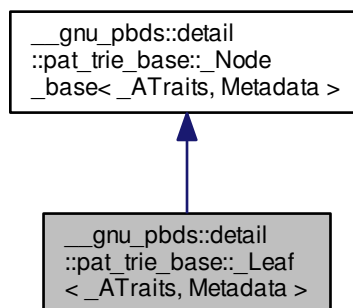 __gnu_pbds::detail
::pat_trie_base::_Node
_base< _ATraits, Metadata >
__gnu_pbds::detail
::pat_trie_base::_Leaf
< _ATraits, Metadata >